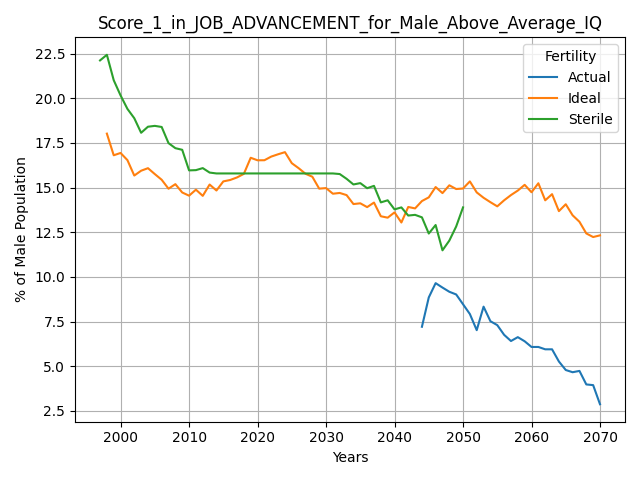 Score_1_in_JOB_ADVANCEMENT_for_Male_Above_Average_IQ
Fertility
Actual
Ideal
Sterile
% of Male Population
22.5
20.0
17.5
15.0
12.5
10.0
7.5
5.0
2.5
2000 2010 2020 2030 2040 2050 2060 2070
Years